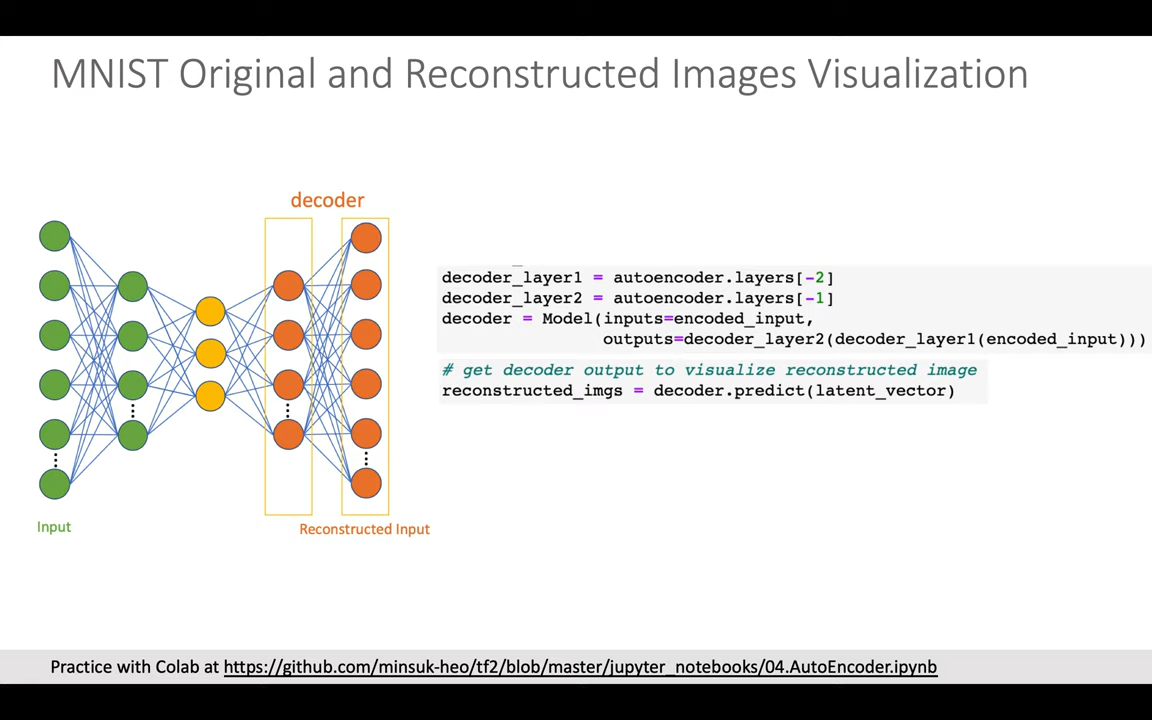 MNIST Original and Reconstructed Images Visualization
decoder
Input
Reconstructed Input
decoder_layer1 = autoencoder.layers[-2]
decoder_layer2 = autoencoder.layers[-1]
decoder = Model(inputs=encoded_input,
outputs=decoder_layer2(decoder_layer1(encoded_input)))
# get decoder output to visualize reconstructed image
reconstructed_imgs = decoder.predict(latent_vector)
Practice with Colab at https://github.com/minsuk-heo/tf2/blob/master/jupyter_notebooks/04.AutoEncoder.ipynb